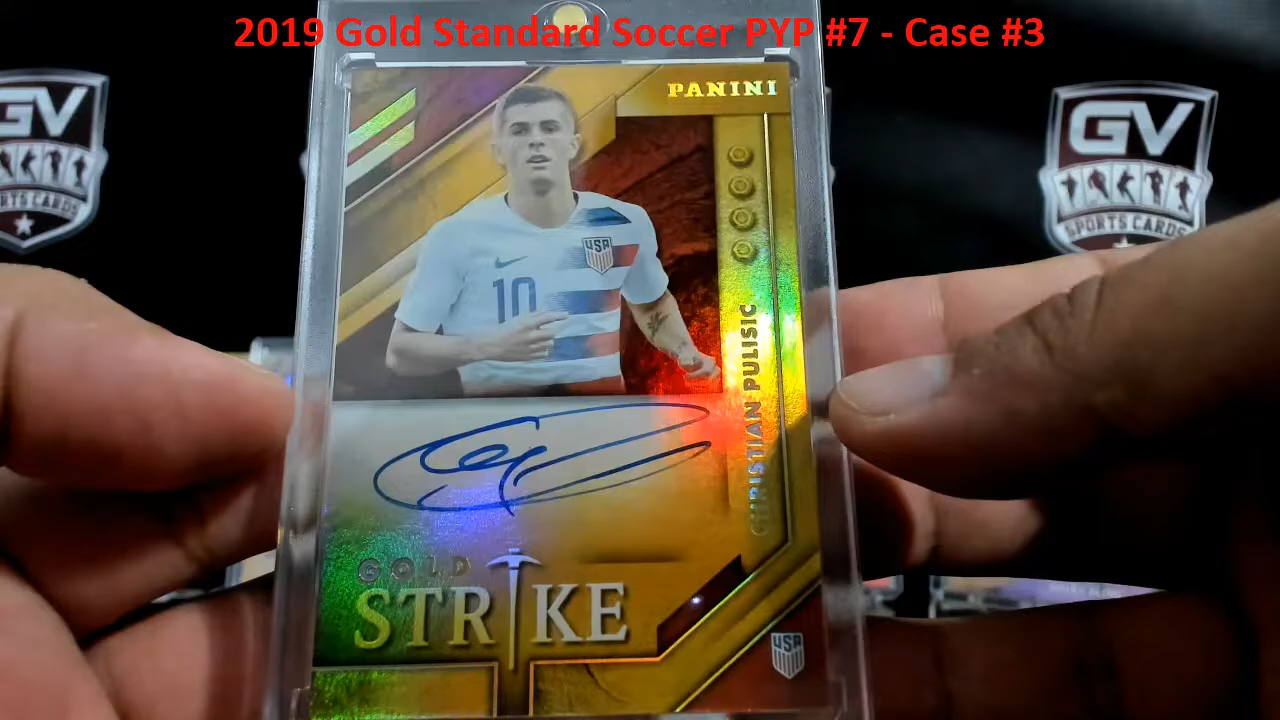 2019 Gold Standard Soccer PYP #7 - Case #3
PANINI
GV
RTS CARDS
GV
SPORTS CARDS
USA
10
CHRISTIAN PULISIC
GOLD
STRIKE
USA